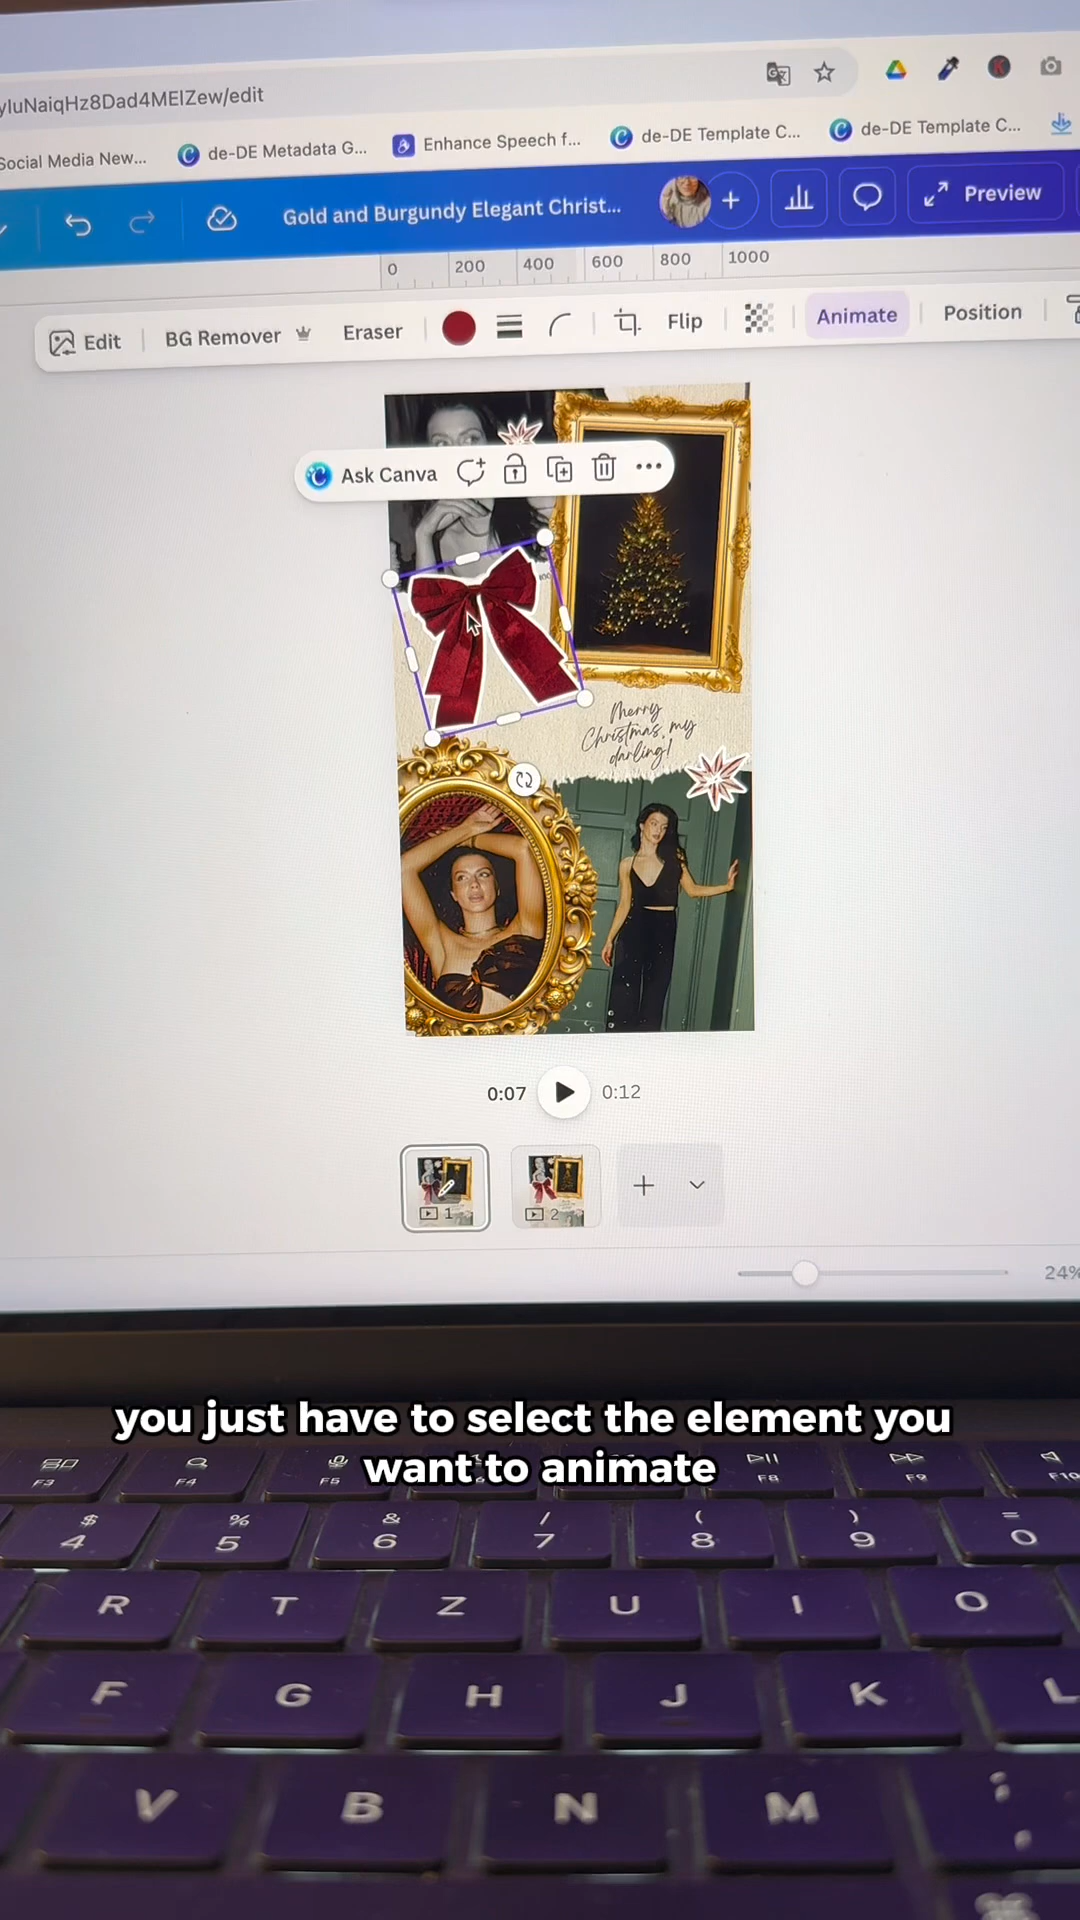 yluNaiqHz8Dad4MEIZew/edit
Social Media New... de-DE Metadata G... Enhance Speech f... de-DE Template C... de-DE Template C...
Gold and Burgundy Elegant Christ... Preview
0 200 400 600 800 1000
Edit BG Remover Eraser Flip Animate Position
Ask Canva
Merry
Christmas, my
darling!
0:07 0:12
1 2
24%
you just have to select the element you
want to animate
F3 F4 F5 F8 F9 F10
$ % & / ( ) =
4 5 6 7 8 9 0
R T Z U I O
F G H J K L
V B N M ;
⌘